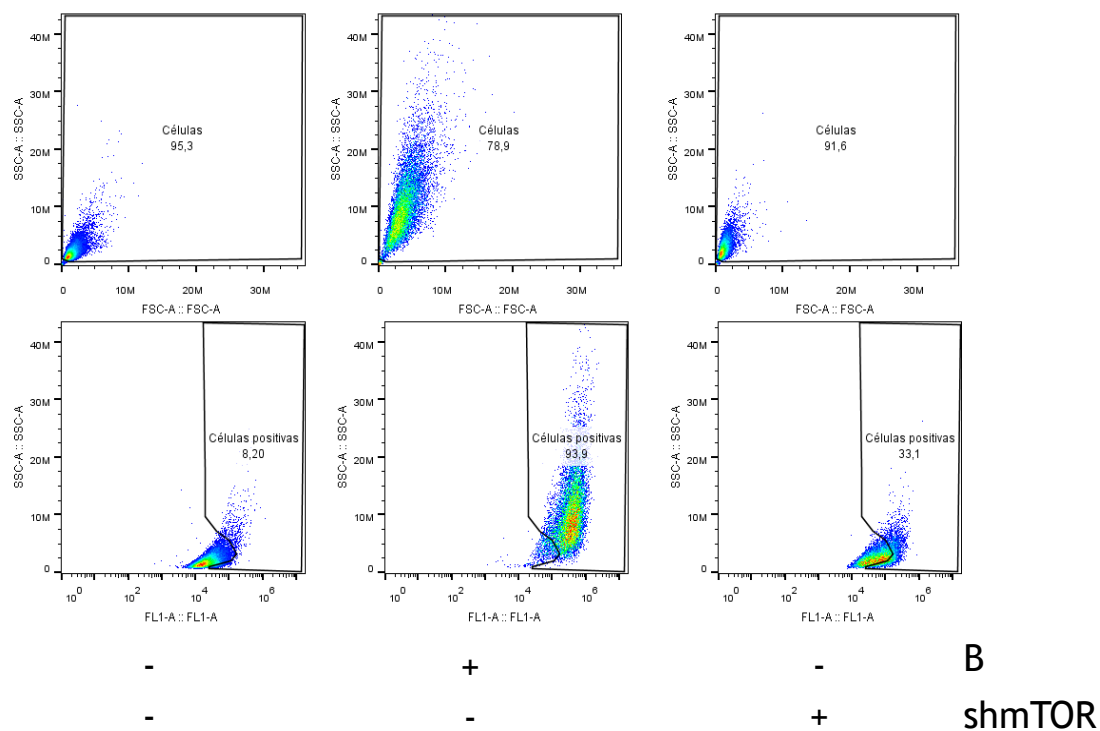 40M
30M
20M
10M
0
SSC-A :: SSC-A
Células
95,3
0
10M
20M
30M
FSC-A :: FSC-A
40M
30M
20M
10M
0
SSC-A :: SSC-A
Células
78,9
0
10M
20M
30M
FSC-A :: FSC-A
40M
30M
20M
10M
0
SSC-A :: SSC-A
Células
91,6
0
10M
20M
30M
FSC-A :: FSC-A
40M
30M
20M
10M
0
SSC-A :: SSC-A
Células positivas
8,20
10^0
10^2
10^4
10^6
FL1-A :: FL1-A
40M
30M
20M
10M
0
SSC-A :: SSC-A
Células positivas
93,9
10^0
10^2
10^4
10^6
FL1-A :: FL1-A
40M
30M
20M
10M
0
SSC-A :: SSC-A
Células positivas
33,1
10^0
10^2
10^4
10^6
FL1-A :: FL1-A
- + - B
- - + shmTOR